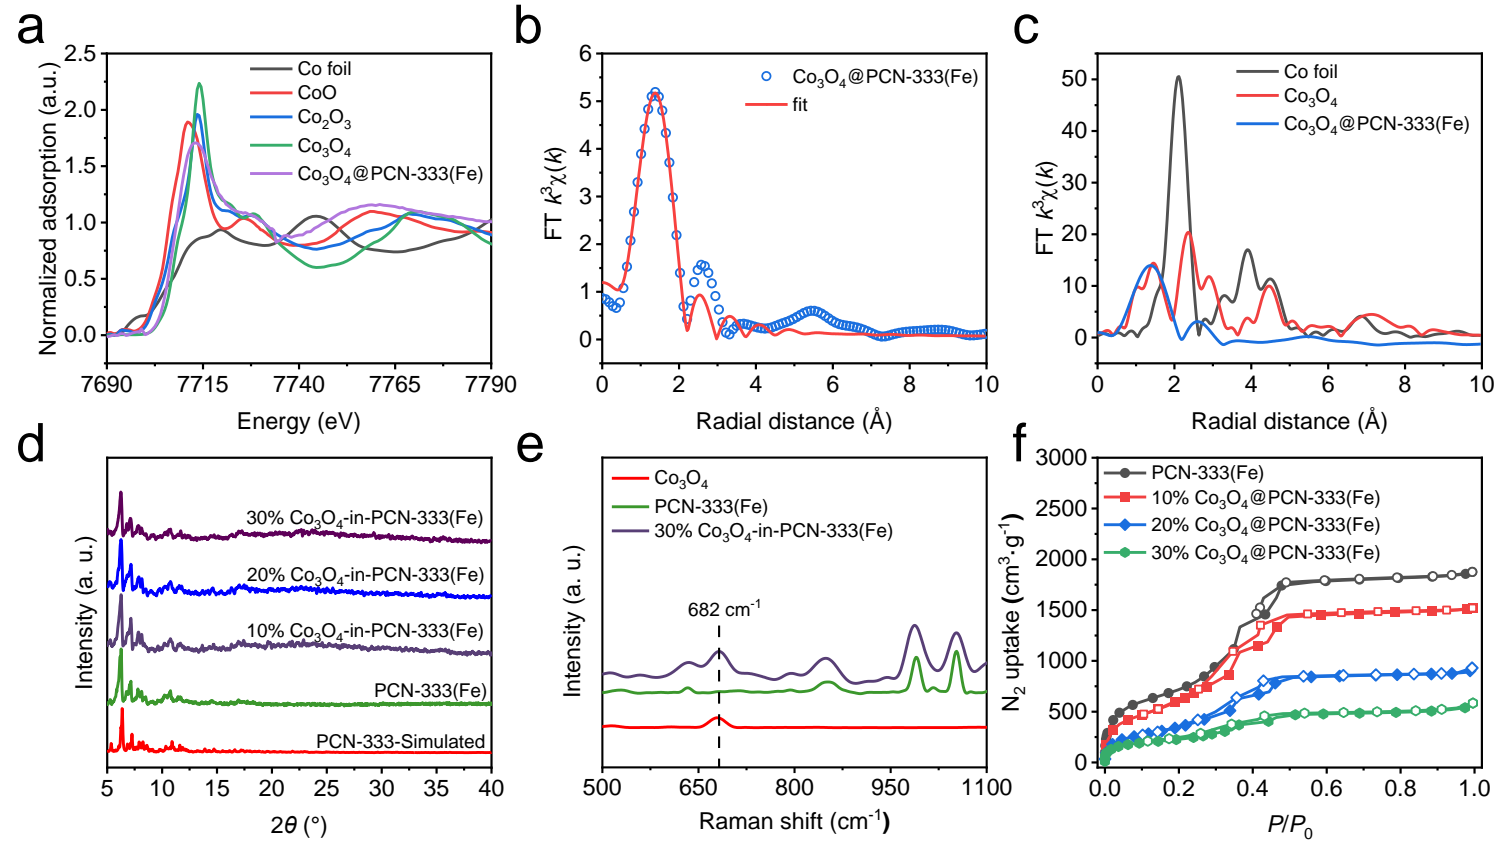 a
2.5
2.0
1.5
1.0
0.5
0.0
Normalized adsorption (a.u.)
Co foil
CoO
Co₂O₃
Co₃O₄
Co₃O₄@PCN-333(Fe)
7690 7715 7740 7765 7790
Energy (eV)
b
6
5
4
3
2
1
0
FT k³χ(k)
Co₃O₄@PCN-333(Fe)
fit
0 2 4 6 8 10
Radial distance (Å)
c
50
40
30
20
10
0
FT k³χ(k)
Co foil
Co₃O₄
Co₃O₄@PCN-333(Fe)
0 2 4 6 8 10
Radial distance (Å)
d
Intensity (a. u.)
30% Co₃O₄-in-PCN-333(Fe)
20% Co₃O₄-in-PCN-333(Fe)
10% Co₃O₄-in-PCN-333(Fe)
PCN-333(Fe)
PCN-333-Simulated
5 10 15 20 25 30 35 40
2θ (°)
e
Intensity (a. u.)
Co₃O₄
PCN-333(Fe)
30% Co₃O₄-in-PCN-333(Fe)
682 cm⁻¹
500 650 800 950 1100
Raman shift (cm⁻¹)
f
3000
2500
2000
1500
1000
500
0
N₂ uptake (cm³·g⁻¹)
PCN-333(Fe)
10% Co₃O₄@PCN-333(Fe)
20% Co₃O₄@PCN-333(Fe)
30% Co₃O₄@PCN-333(Fe)
0.0 0.2 0.4 0.6 0.8 1.0
P/P₀